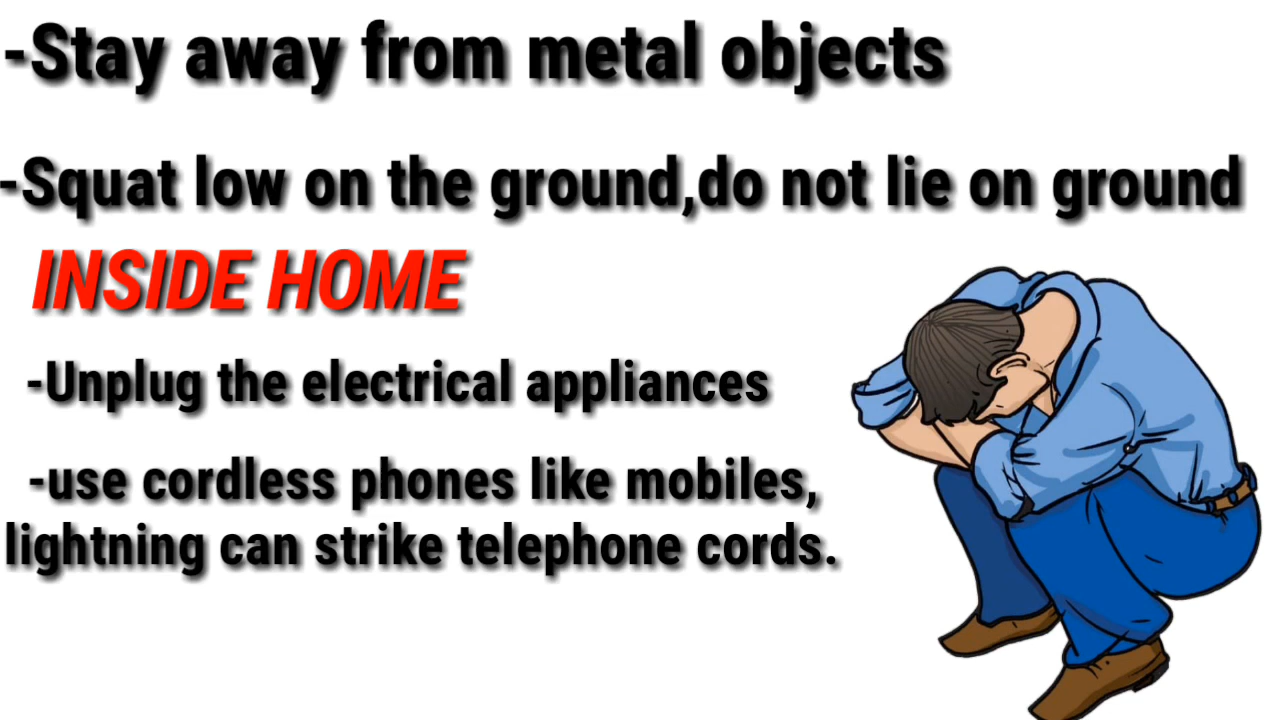 -Stay away from metal objects
-Squat low on the ground,do not lie on ground
INSIDE HOME
-Unplug the electrical appliances
-use cordless phones like mobiles,
lightning can strike telephone cords.